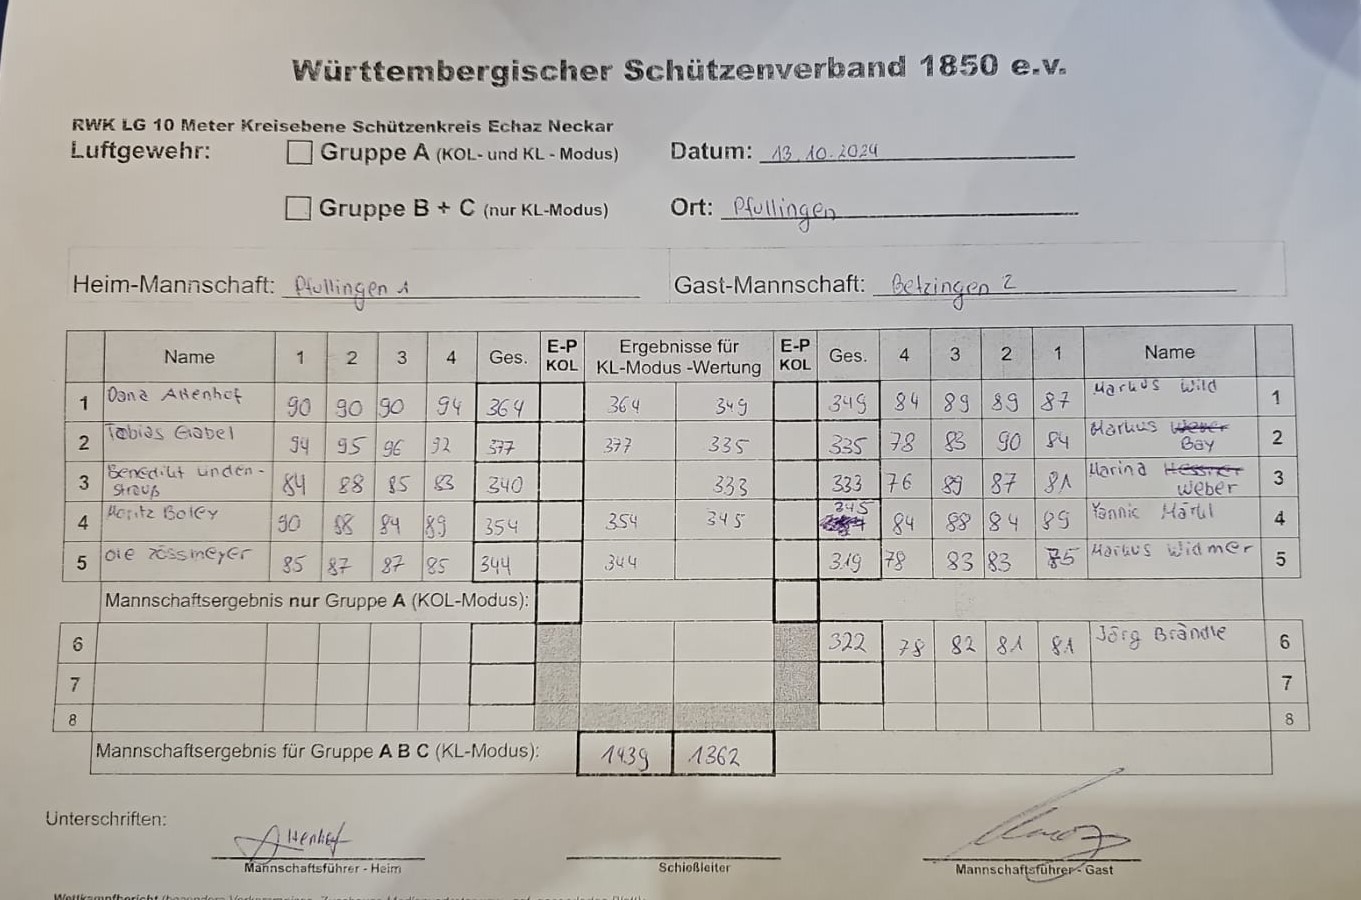 Württembergischer Schützenverband 1850 e.v.
RWK LG 10 Meter Kreisebene Schützenkreis Echaz Neckar
Luftgewehr: Gruppe A (KOL- und KL - Modus) Datum: 13.10.2024
Gruppe B + C (nur KL-Modus) Ort: Pfullingen
Heim-Mannschaft: Pfullingen 1 Gast-Mannschaft: Betzingen 2
Name 1 2 3 4 Ges. E-P KOL Ergebnisse für KL-Modus -Wertung E-P KOL Ges. 4 3 2 1 Name
1 Dana Attenhof 90 90 90 94 364 364 349 349 84 89 89 87 Markus Wild 1
2 Tobias Gabel 94 95 96 92 377 377 335 335 78 83 90 84 Markus Weber Bay 2
3 Benedikt Unden-strauß 84 88 85 83 340 333 333 76 89 87 81 Marina Hessner Weber 3
4 Moritz Boley 90 88 84 89 354 354 345 345 84 88 84 89 Yannic Märkl 4
5 Ole Zössmeyer 85 87 87 85 344 344 319 78 83 83 75 Markus Widmer 5
Mannschaftsergebnis nur Gruppe A (KOL-Modus):
6 322 78 82 81 81 Jörg Brändle 6
7 7
8 8
Mannschaftsergebnis für Gruppe A B C (KL-Modus): 1439 1362
Unterschriften:
Attenhof
Mannschaftsführer - Heim Schießleiter Mannschaftsführer - Gast